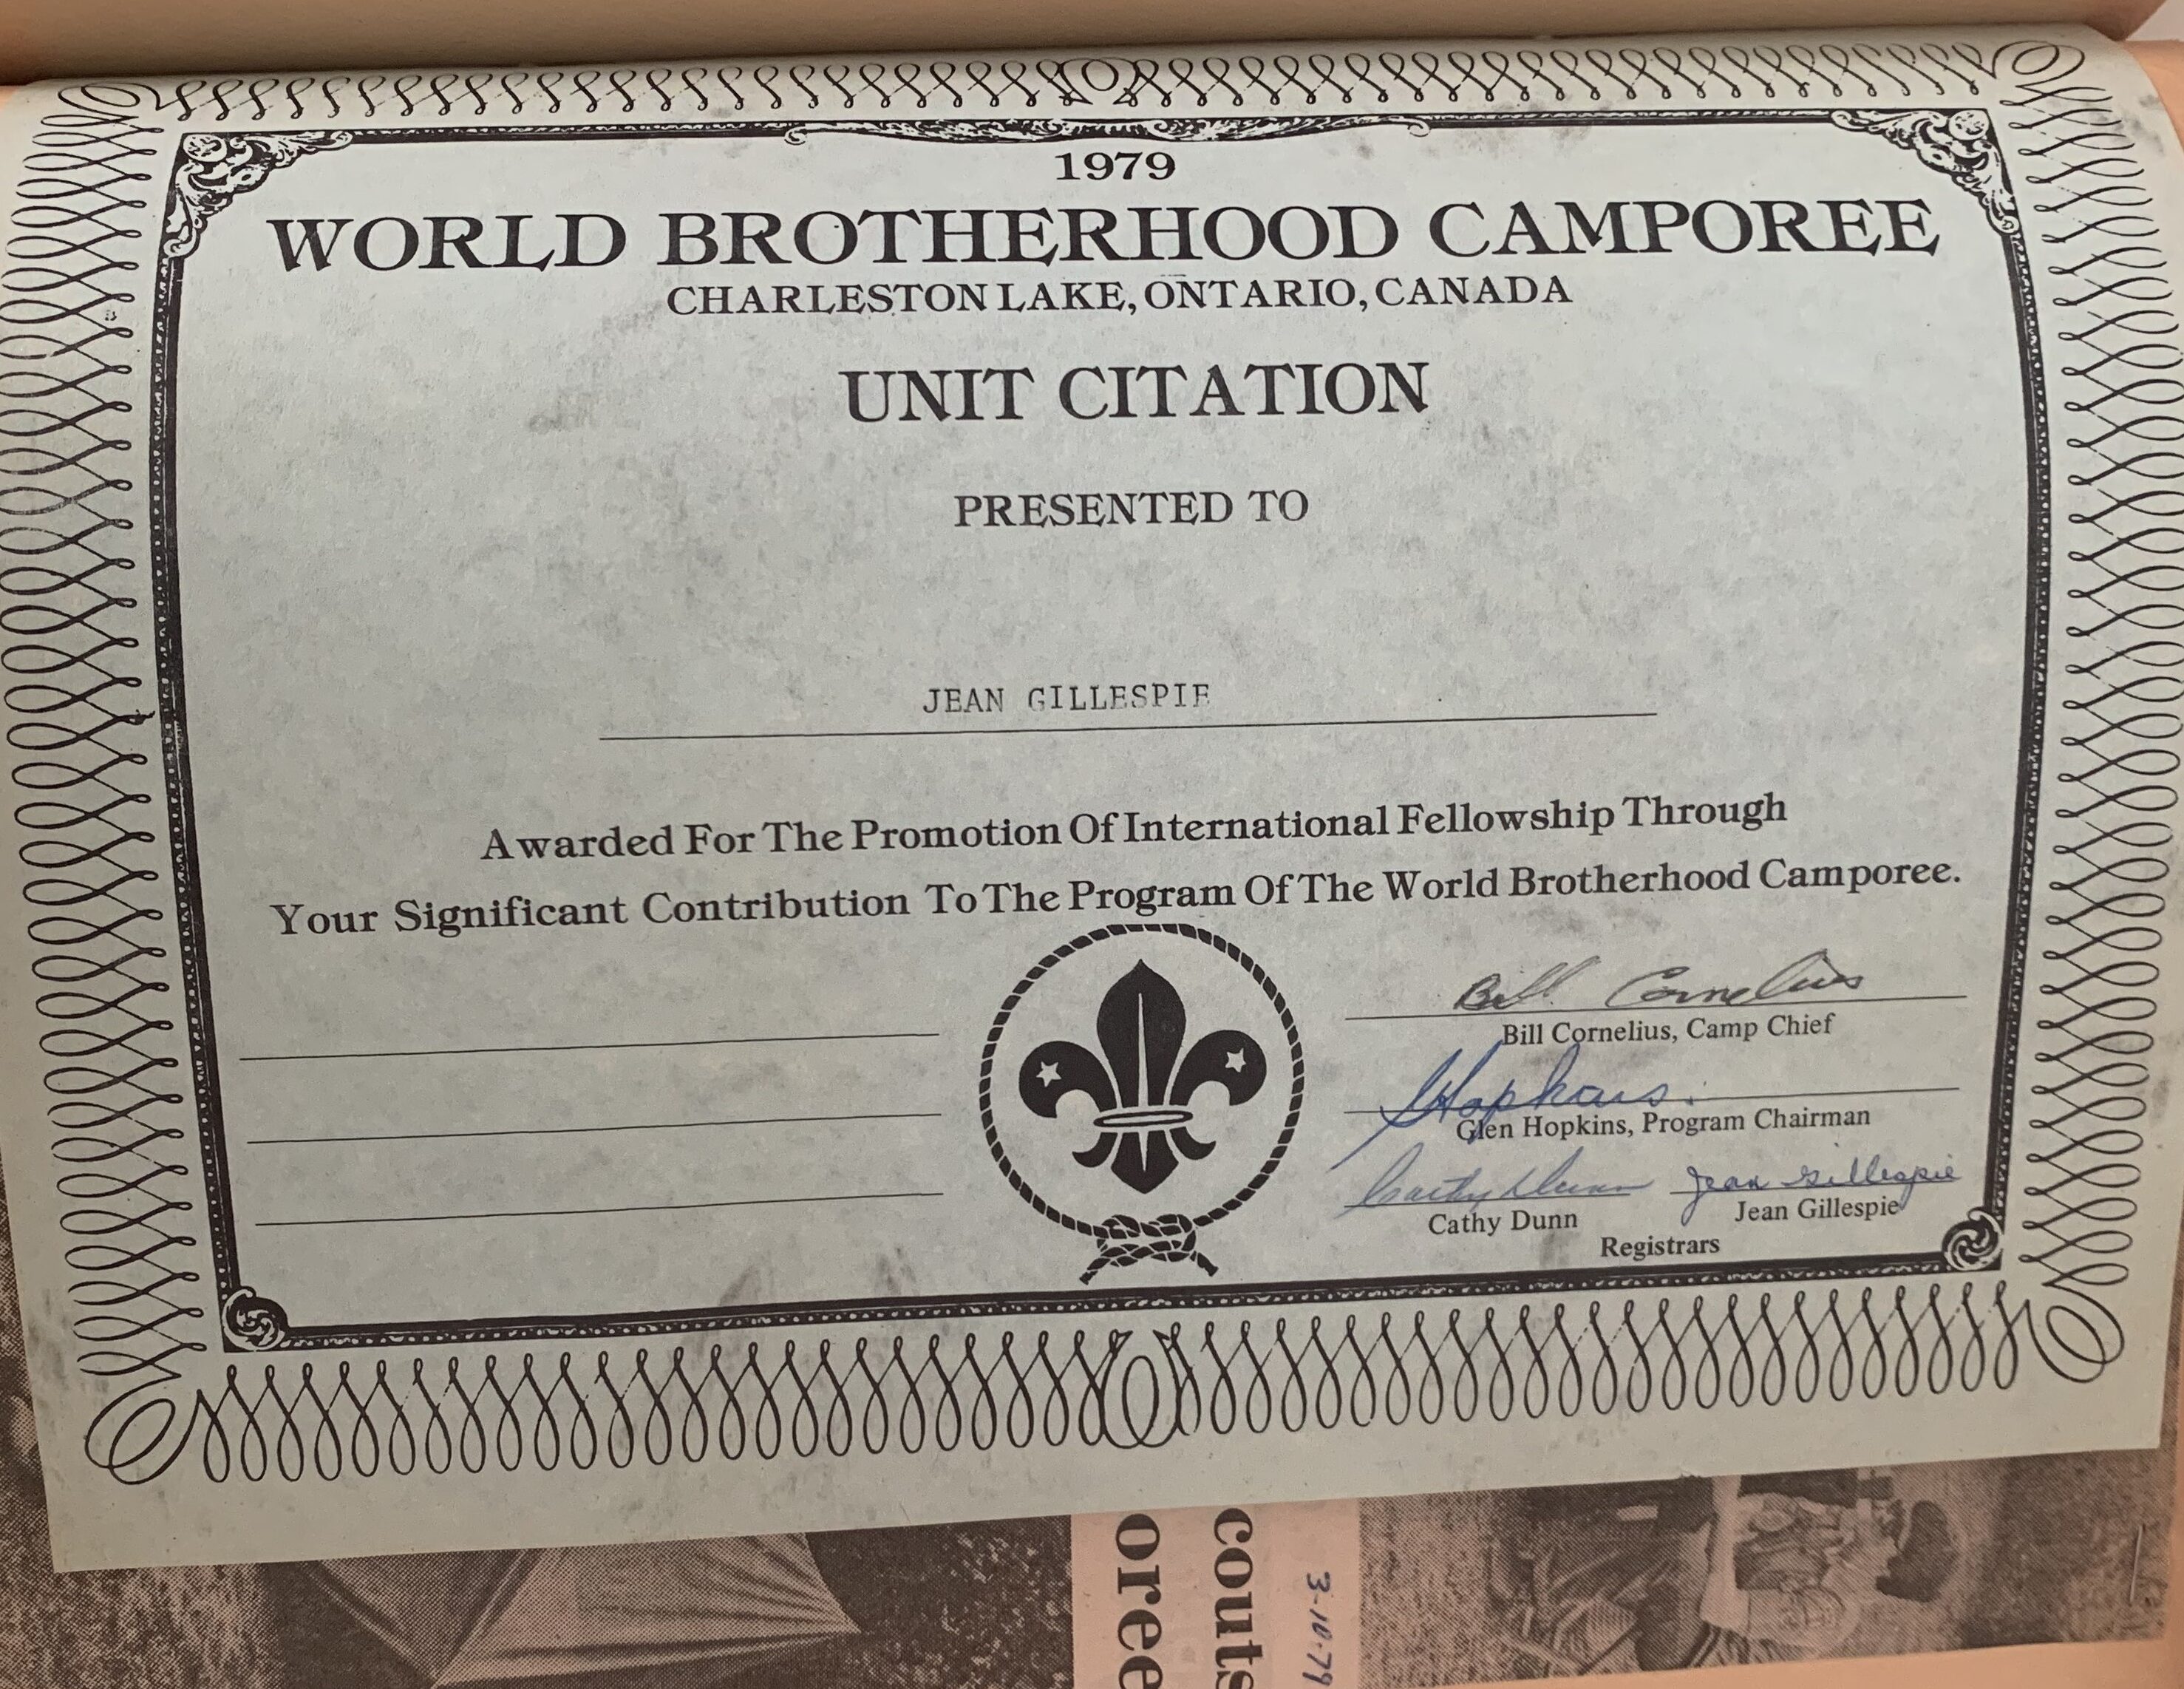 1979
WORLD BROTHERHOOD CAMPOREE
CHARLESTON LAKE, ONTARIO, CANADA
UNIT CITATION
PRESENTED TO
JEAN GILLESPIE
Awarded For The Promotion Of International Fellowship Through
Your Significant Contribution To The Program Of The World Brotherhood Camporee.
Bill Cornelius
Bill Cornelius, Camp Chief
GHopkins.
Glen Hopkins, Program Chairman
Cathy Dunn Jean Gillespie
Cathy Dunn Jean Gillespie
Registrars
3-10-79
couts
oree